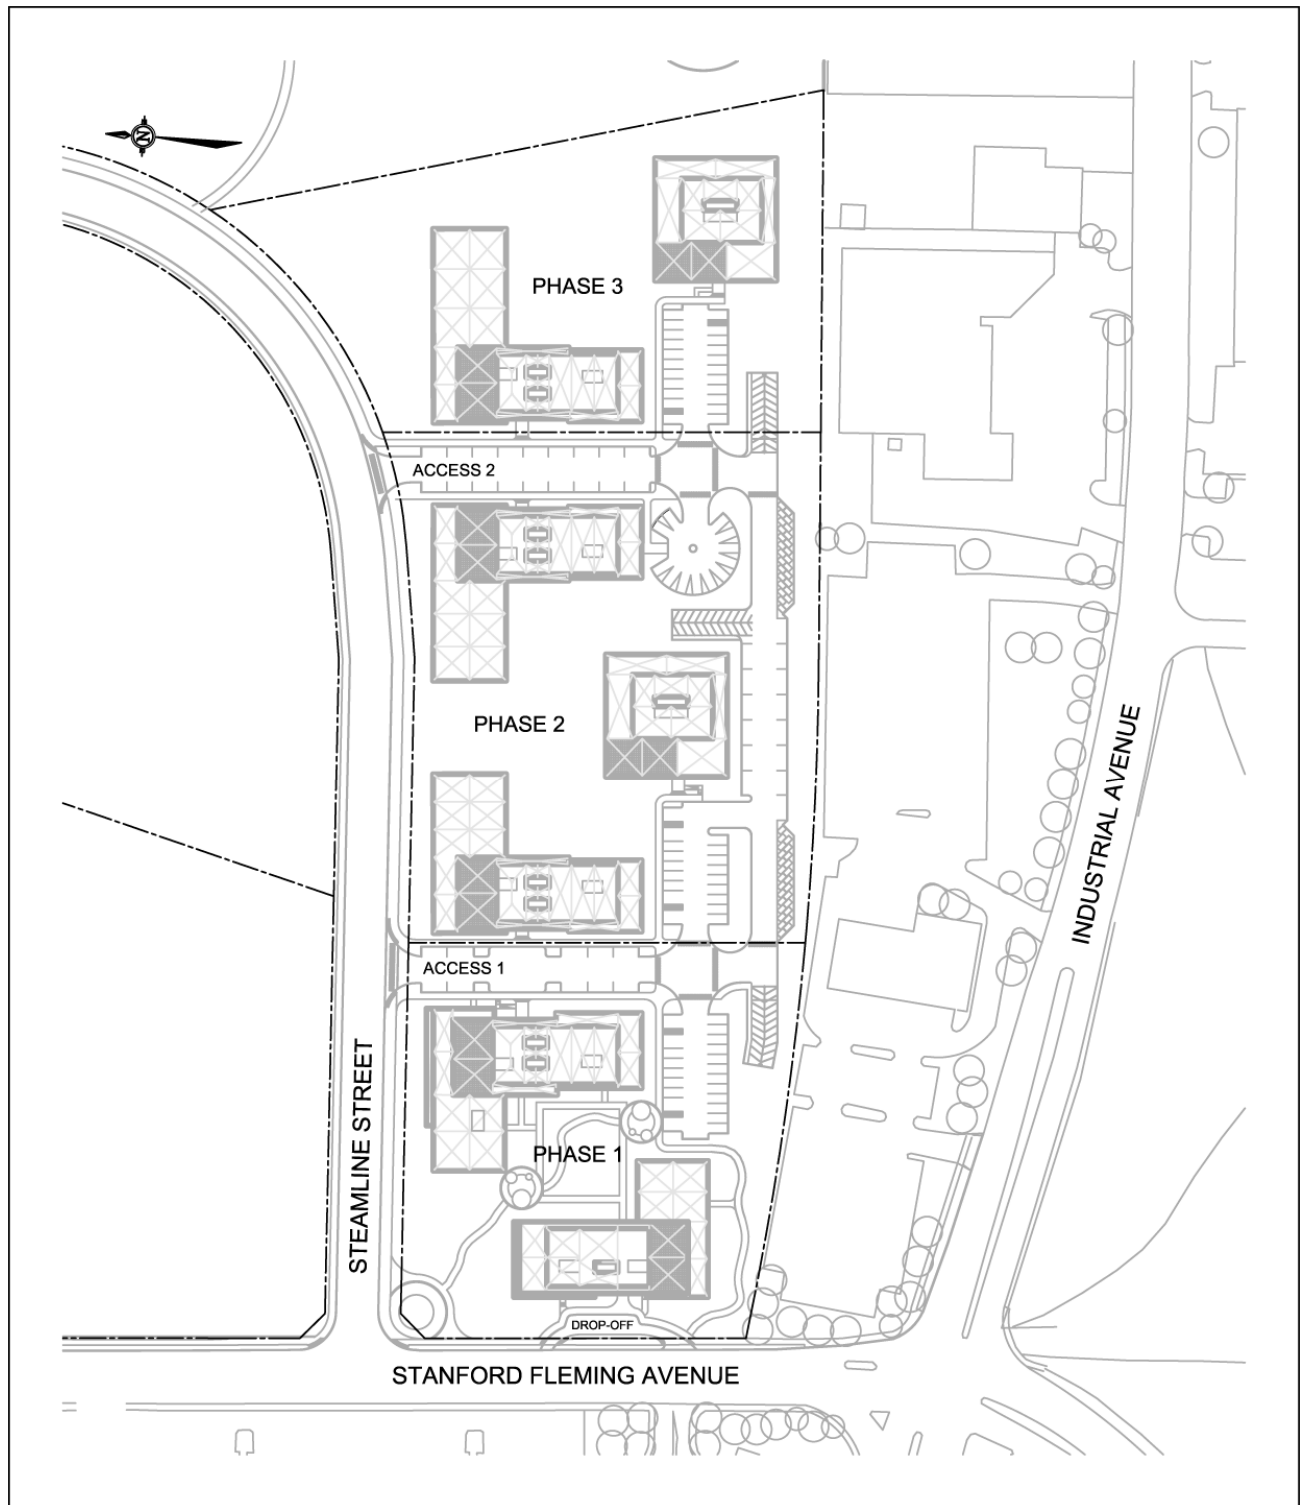 N
PHASE 3
ACCESS 2
PHASE 2
INDUSTRIAL AVENUE
ACCESS 1
STEAMLINE STREET
PHASE 1
DROP-OFF
STANFORD FLEMING AVENUE